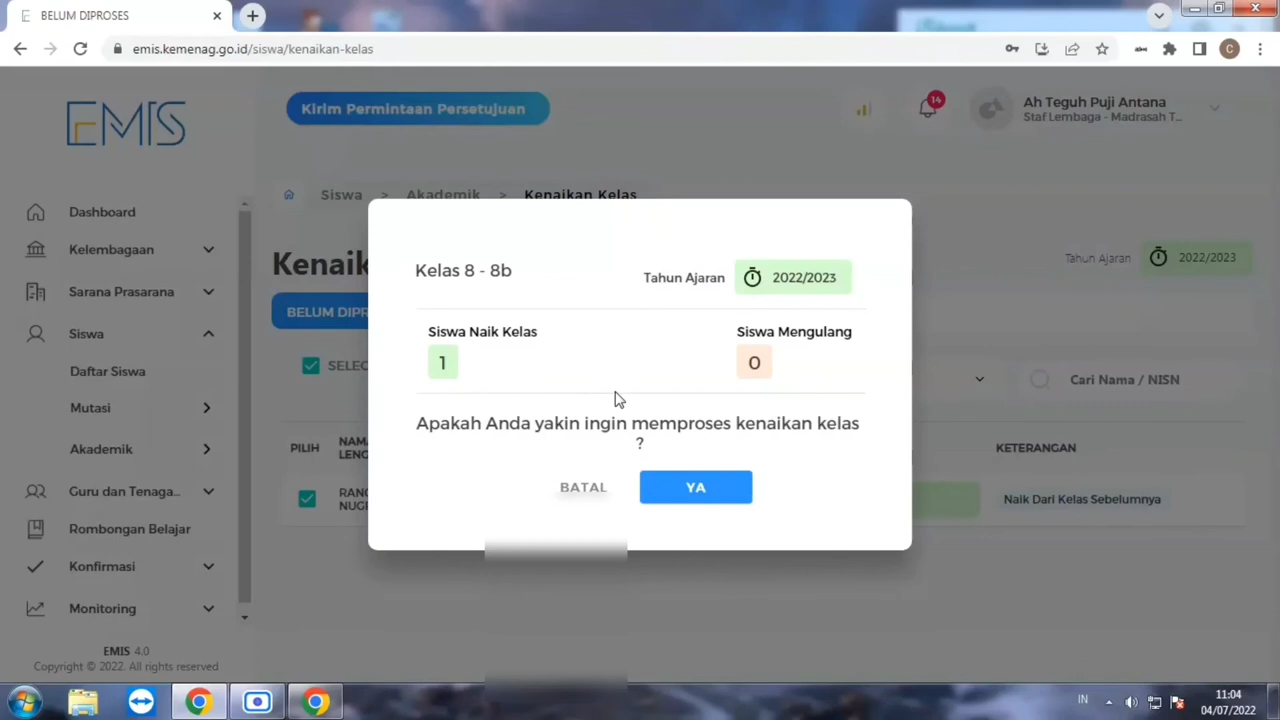 BELUM DIPROSES
emis.kemenag.go.id/siswa/kenaikan-kelas
C
EMIS
Kirim Permintaan Persetujuan
14
Ah Teguh Puji Antana
Staf Lembaga - Madrasah T...
Siswa > Akademik > Kenaikan Kelas
Dashboard
Kelembagaan
Sarana Prasarana
Siswa
Daftar Siswa
Mutasi
Akademik
Guru dan Tenaga...
Rombongan Belajar
Konfirmasi
Monitoring
EMIS 4.0
Copyright © 2022. All rights reserved
Kenaik
Tahun Ajaran
2022/2023
BELUM DIPR
SELEC
Cari Nama / NISN
PILIH
NAMA
LENG
KETERANGAN
RANG
NUGR
Naik Dari Kelas Sebelumnya
Kelas 8 - 8b
Tahun Ajaran
2022/2023
Siswa Naik Kelas
Siswa Mengulang
1
0
Apakah Anda yakin ingin memproses kenaikan kelas
?
BATAL
YA
IN
11:04
04/07/2022